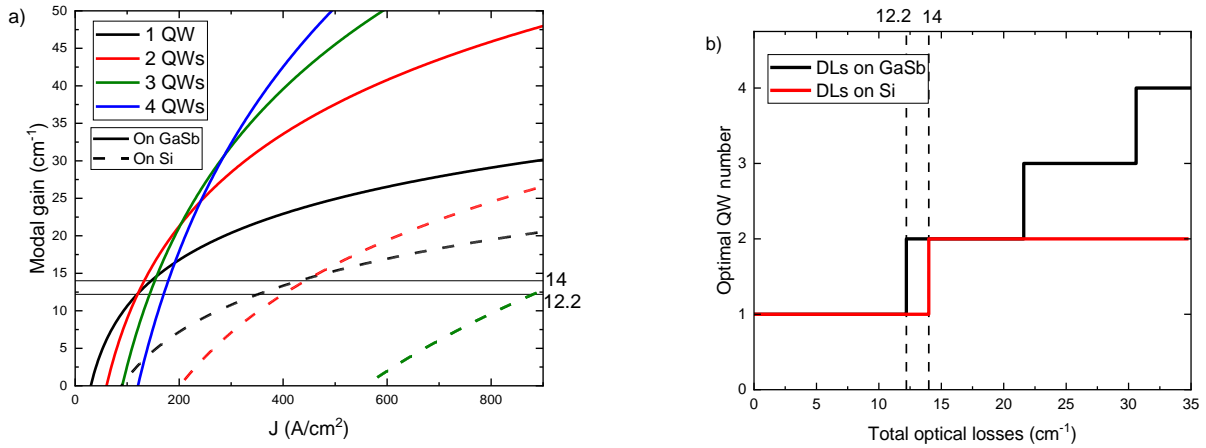 a)
50
45
40
35
30
25
20
15
10
5
0
Modal gain (cm⁻¹)
1 QW
2 QWs
3 QWs
4 QWs
On GaSb
On Si
14
12.2
0
200
400
600
800
J (A/cm²)
b)
12.2
14
DLs on GaSb
DLs on Si
4
3
2
1
0
Optimal QW number
0
5
10
15
20
25
30
35
Total optical losses (cm⁻¹)